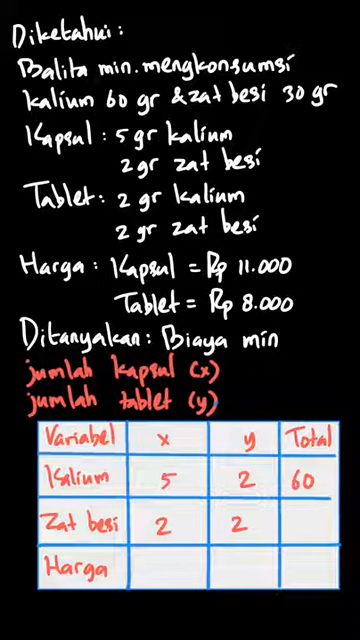 Diketahui :
Balita min. mengkonsumsi
kalium 60 gr & zat besi 30 gr
Kapsul : 5 gr kalium
2 gr zat besi
Tablet : 2 gr kalium
2 gr zat besi
Harga : Kapsul = Rp 11.000
Tablet = Rp 8.000
Ditanyakan : Biaya min
jumlah kapsul (x)
jumlah tablet (y)
Variabel x y Total
Kalium 5 2 60
Zat besi 2 2
Harga